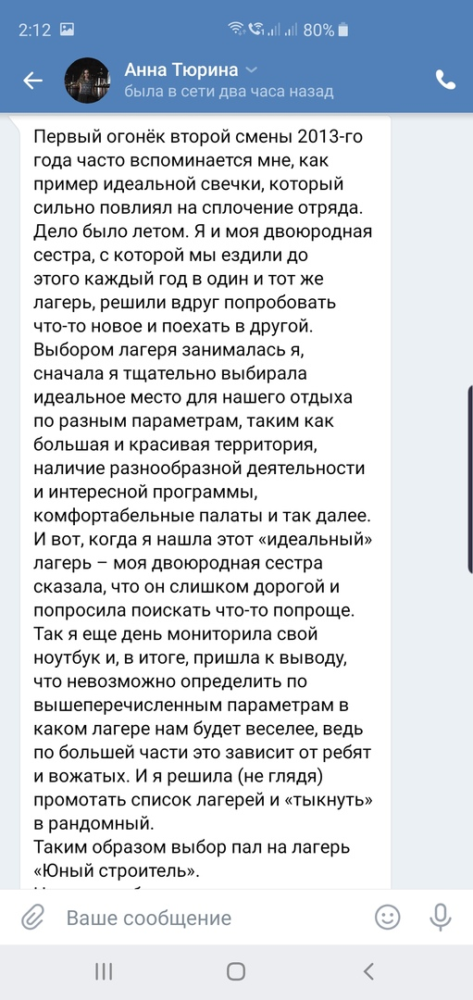 2:12
80%
Анна Тюрина
была в сети два часа назад
Первый огонёк второй смены 2013-го
года часто вспоминается мне, как
пример идеальной свечки, который
сильно повлиял на сплочение отряда.
Дело было летом. Я и моя двоюродная
сестра, с которой мы ездили до
этого каждый год в один и тот же
лагерь, решили вдруг попробовать
что-то новое и поехать в другой.
Выбором лагеря занималась я,
сначала я тщательно выбирала
идеальное место для нашего отдыха
по разным параметрам, таким как
большая и красивая территория,
наличие разнообразной деятельности
и интересной программы,
комфортабельные палаты и так далее.
И вот, когда я нашла этот «идеальный»
лагерь – моя двоюродная сестра
сказала, что он слишком дорогой и
попросила поискать что-то попроще.
Так я еще день мониторила свой
ноутбук и, в итоге, пришла к выводу,
что невозможно определить по
вышеперечисленным параметрам в
каком лагере нам будет веселее, ведь
по большей части это зависит от ребят
и вожатых. И я решила (не глядя)
промотать список лагерей и «тыкнуть»
в рандомный.
Таким образом выбор пал на лагерь
«Юный строитель».
Ваше сообщение